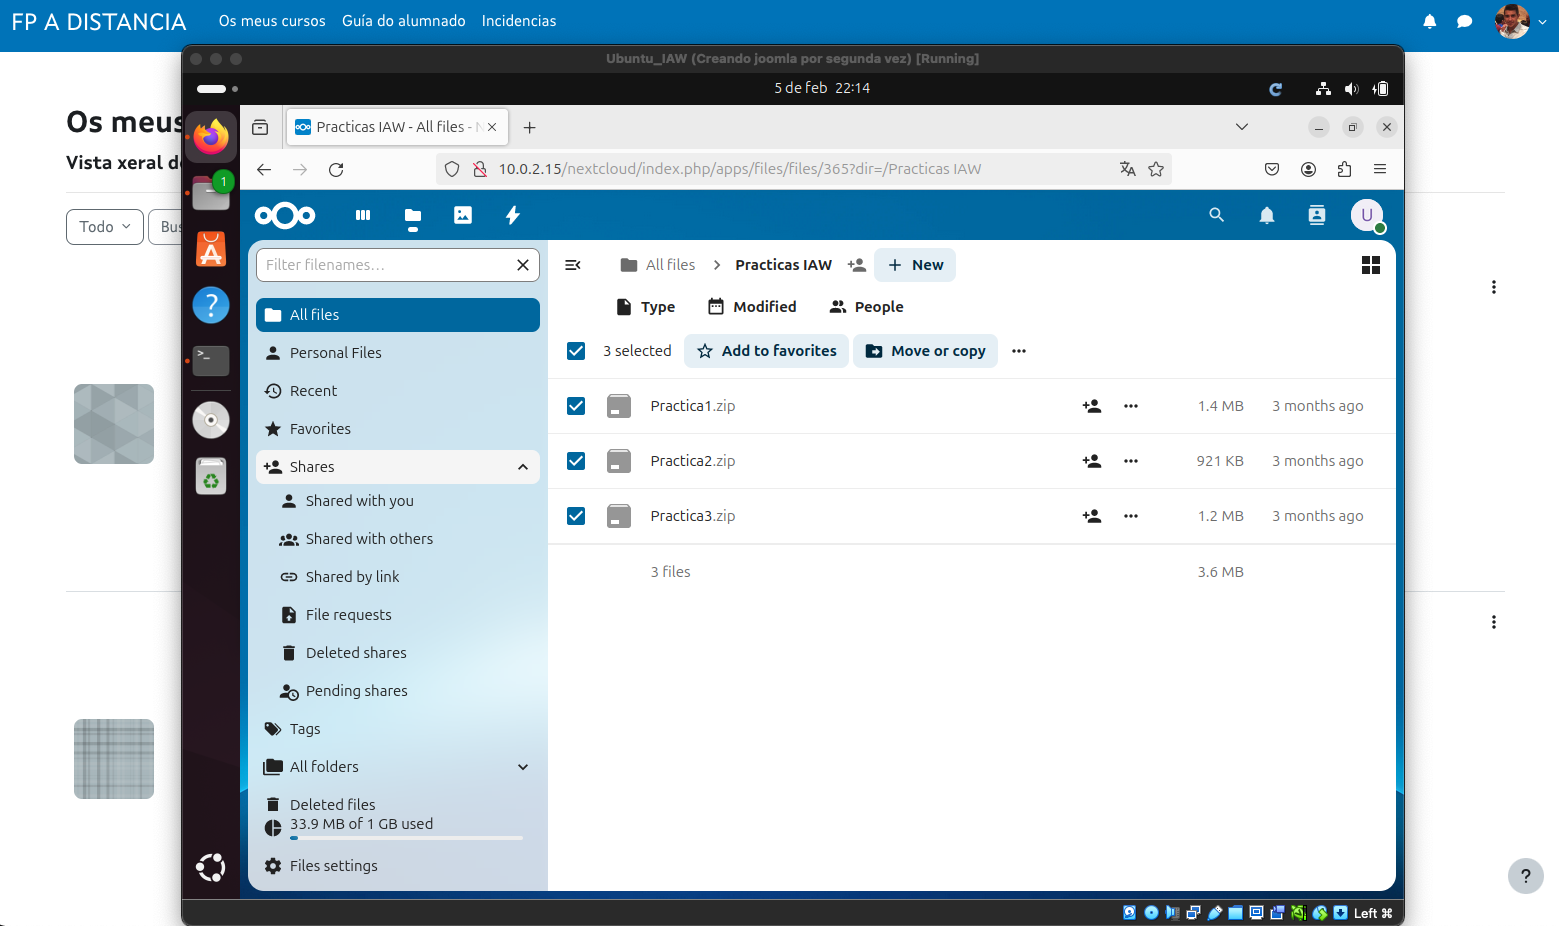 FP A DISTANCIA
Os meus cursos
Guía do alumnado
Incidencias
Ubuntu_IAW (Creando joomla por segunda vez) [Running]
5 de feb 22:14
Os meus
Vista xeral d
Todo
Bus
1
Practicas IAW - All files - N
10.0.2.15/nextcloud/index.php/apps/files/files/365?dir=/Practicas IAW
U
Filter filenames...
All files
Practicas IAW
New
All files
Type
Modified
People
Personal Files
3 selected
Add to favorites
Move or copy
Recent
Practica1.zip
1.4 MB
3 months ago
Favorites
Practica2.zip
921 KB
3 months ago
Shares
Shared with you
Practica3.zip
1.2 MB
3 months ago
Shared with others
Shared by link
3 files
3.6 MB
File requests
Deleted shares
Pending shares
Tags
All folders
Deleted files
33.9 MB of 1 GB used
Files settings
?
Left ⌘